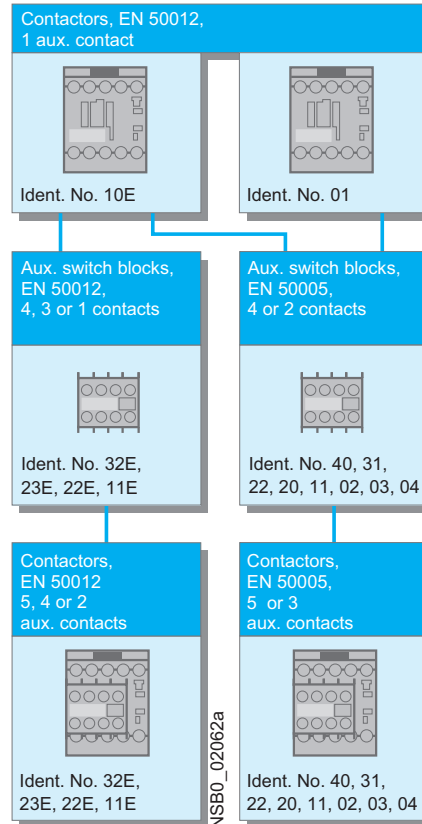 Contactors, EN 50012,
1 aux. contact
Ident. No. 10E
Ident. No. 01
Aux. switch blocks,
EN 50012,
4, 3 or 1 contacts
Aux. switch blocks,
EN 50005,
4 or 2 contacts
Ident. No. 32E,
23E, 22E, 11E
Ident. No. 40, 31,
22, 20, 11, 02, 03, 04
Contactors,
EN 50012
5, 4 or 2
aux. contacts
Contactors,
EN 50005,
5 or 3
aux. contacts
Ident. No. 32E,
23E, 22E, 11E
NSB0_02062a
Ident. No. 40, 31,
22, 20, 11, 02, 03, 04